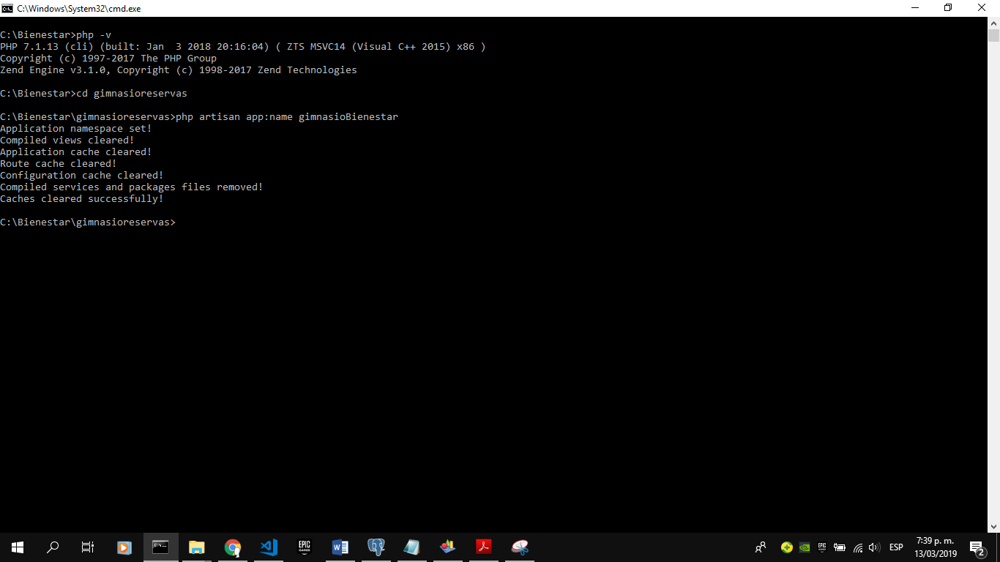 C:\Windows\System32\cmd.exe
C:\Bienestar>php -v
PHP 7.1.13 (cli) (built: Jan  3 2018 20:16:04) ( ZTS MSVC14 (Visual C++ 2015) x86 )
Copyright (c) 1997-2017 The PHP Group
Zend Engine v3.1.0, Copyright (c) 1998-2017 Zend Technologies
C:\Bienestar>cd gimnasioreservas
C:\Bienestar\gimnasioreservas>php artisan app:name gimnasioBienestar
Application namespace set!
Compiled views cleared!
Application cache cleared!
Route cache cleared!
Configuration cache cleared!
Compiled services and packages files removed!
Caches cleared successfully!
C:\Bienestar\gimnasioreservas>
EPIC GAMES
ESP
7:39 p. m.
13/03/2019
2